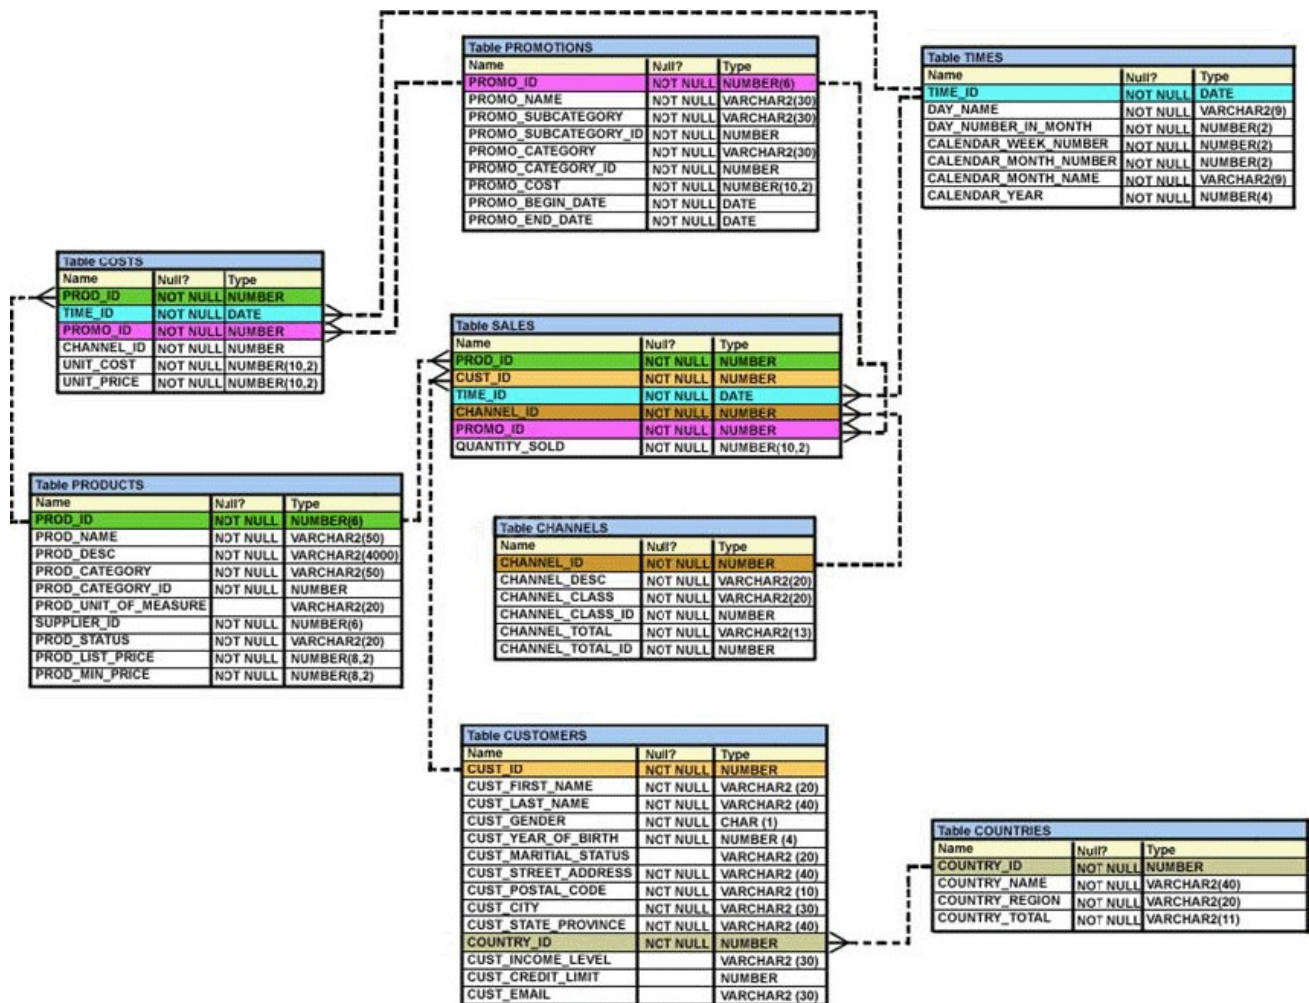 Table PROMOTIONS
Name Null? Type
PROMO_ID NOT NULL NUMBER(6)
PROMO_NAME NOT NULL VARCHAR2(30)
PROMO_SUBCATEGORY NOT NULL VARCHAR2(30)
PROMO_SUBCATEGORY_ID NOT NULL NUMBER
PROMO_CATEGORY NOT NULL VARCHAR2(30)
PROMO_CATEGORY_ID NOT NULL NUMBER
PROMO_COST NOT NULL NUMBER(10,2)
PROMO_BEGIN_DATE NOT NULL DATE
PROMO_END_DATE NOT NULL DATE
Table TIMES
Name Null? Type
TIME_ID NOT NULL DATE
DAY_NAME NOT NULL VARCHAR2(9)
DAY_NUMBER_IN_MONTH NOT NULL NUMBER(2)
CALENDAR_WEEK_NUMBER NOT NULL NUMBER(2)
CALENDAR_MONTH_NUMBER NOT NULL NUMBER(2)
CALENDAR_MONTH_NAME NOT NULL VARCHAR2(9)
CALENDAR_YEAR NOT NULL NUMBER(4)
Table COSTS
Name Null? Type
PROD_ID NOT NULL NUMBER
TIME_ID NOT NULL DATE
PROMO_ID NOT NULL NUMBER
CHANNEL_ID NOT NULL NUMBER
UNIT_COST NOT NULL NUMBER(10,2)
UNIT_PRICE NOT NULL NUMBER(10,2)
Table SALES
Name Null? Type
PROD_ID NOT NULL NUMBER
CUST_ID NOT NULL NUMBER
TIME_ID NOT NULL DATE
CHANNEL_ID NOT NULL NUMBER
PROMO_ID NOT NULL NUMBER
QUANTITY_SOLD NOT NULL NUMBER(10,2)
Table PRODUCTS
Name Null? Type
PROD_ID NOT NULL NUMBER(6)
PROD_NAME NOT NULL VARCHAR2(50)
PROD_DESC NOT NULL VARCHAR2(4000)
PROD_CATEGORY NOT NULL VARCHAR2(50)
PROD_CATEGORY_ID NOT NULL NUMBER
PROD_UNIT_OF_MEASURE VARCHAR2(20)
SUPPLIER_ID NOT NULL NUMBER(6)
PROD_STATUS NOT NULL VARCHAR2(20)
PROD_LIST_PRICE NOT NULL NUMBER(8,2)
PROD_MIN_PRICE NOT NULL NUMBER(8,2)
Table CHANNELS
Name Null? Type
CHANNEL_ID NOT NULL NUMBER
CHANNEL_DESC NOT NULL VARCHAR2(20)
CHANNEL_CLASS NOT NULL VARCHAR2(20)
CHANNEL_CLASS_ID NOT NULL NUMBER
CHANNEL_TOTAL NOT NULL VARCHAR2(13)
CHANNEL_TOTAL_ID NOT NULL NUMBER
Table CUSTOMERS
Name Null? Type
CUST_ID NOT NULL NUMBER
CUST_FIRST_NAME NOT NULL VARCHAR2 (20)
CUST_LAST_NAME NOT NULL VARCHAR2 (40)
CUST_GENDER NOT NULL CHAR (1)
CUST_YEAR_OF_BIRTH NOT NULL NUMBER (4)
CUST_MARITIAL_STATUS VARCHAR2 (20)
CUST_STREET_ADDRESS NOT NULL VARCHAR2 (40)
CUST_POSTAL_CODE NOT NULL VARCHAR2 (10)
CUST_CITY NOT NULL VARCHAR2 (30)
CUST_STATE_PROVINCE NOT NULL VARCHAR2 (40)
COUNTRY_ID NOT NULL NUMBER
CUST_INCOME_LEVEL VARCHAR2 (30)
CUST_CREDIT_LIMIT NUMBER
CUST_EMAIL VARCHAR2 (30)
Table COUNTRIES
Name Null? Type
COUNTRY_ID NOT NULL NUMBER
COUNTRY_NAME NOT NULL VARCHAR2(40)
COUNTRY_REGION NOT NULL VARCHAR2(20)
COUNTRY_TOTAL NOT NULL VARCHAR2(11)